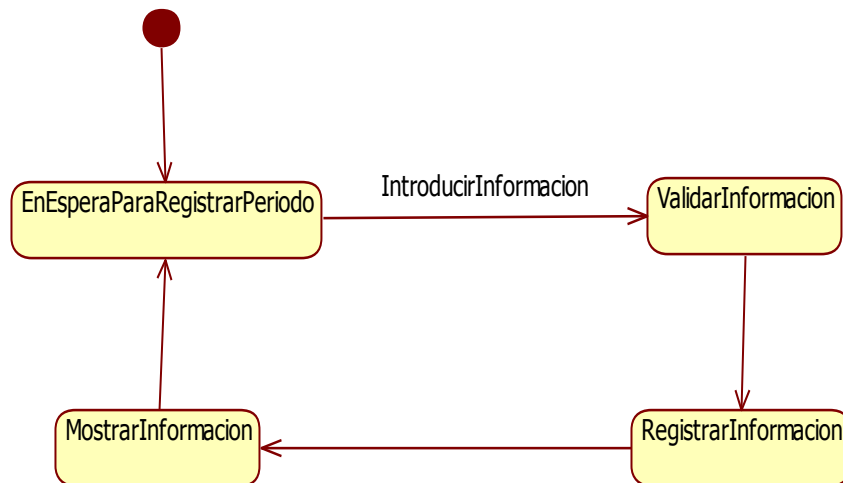 IntroducirInformacion
EnEsperaParaRegistrarPeriodo
ValidarInformacion
MostrarInformacion
RegistrarInformacion